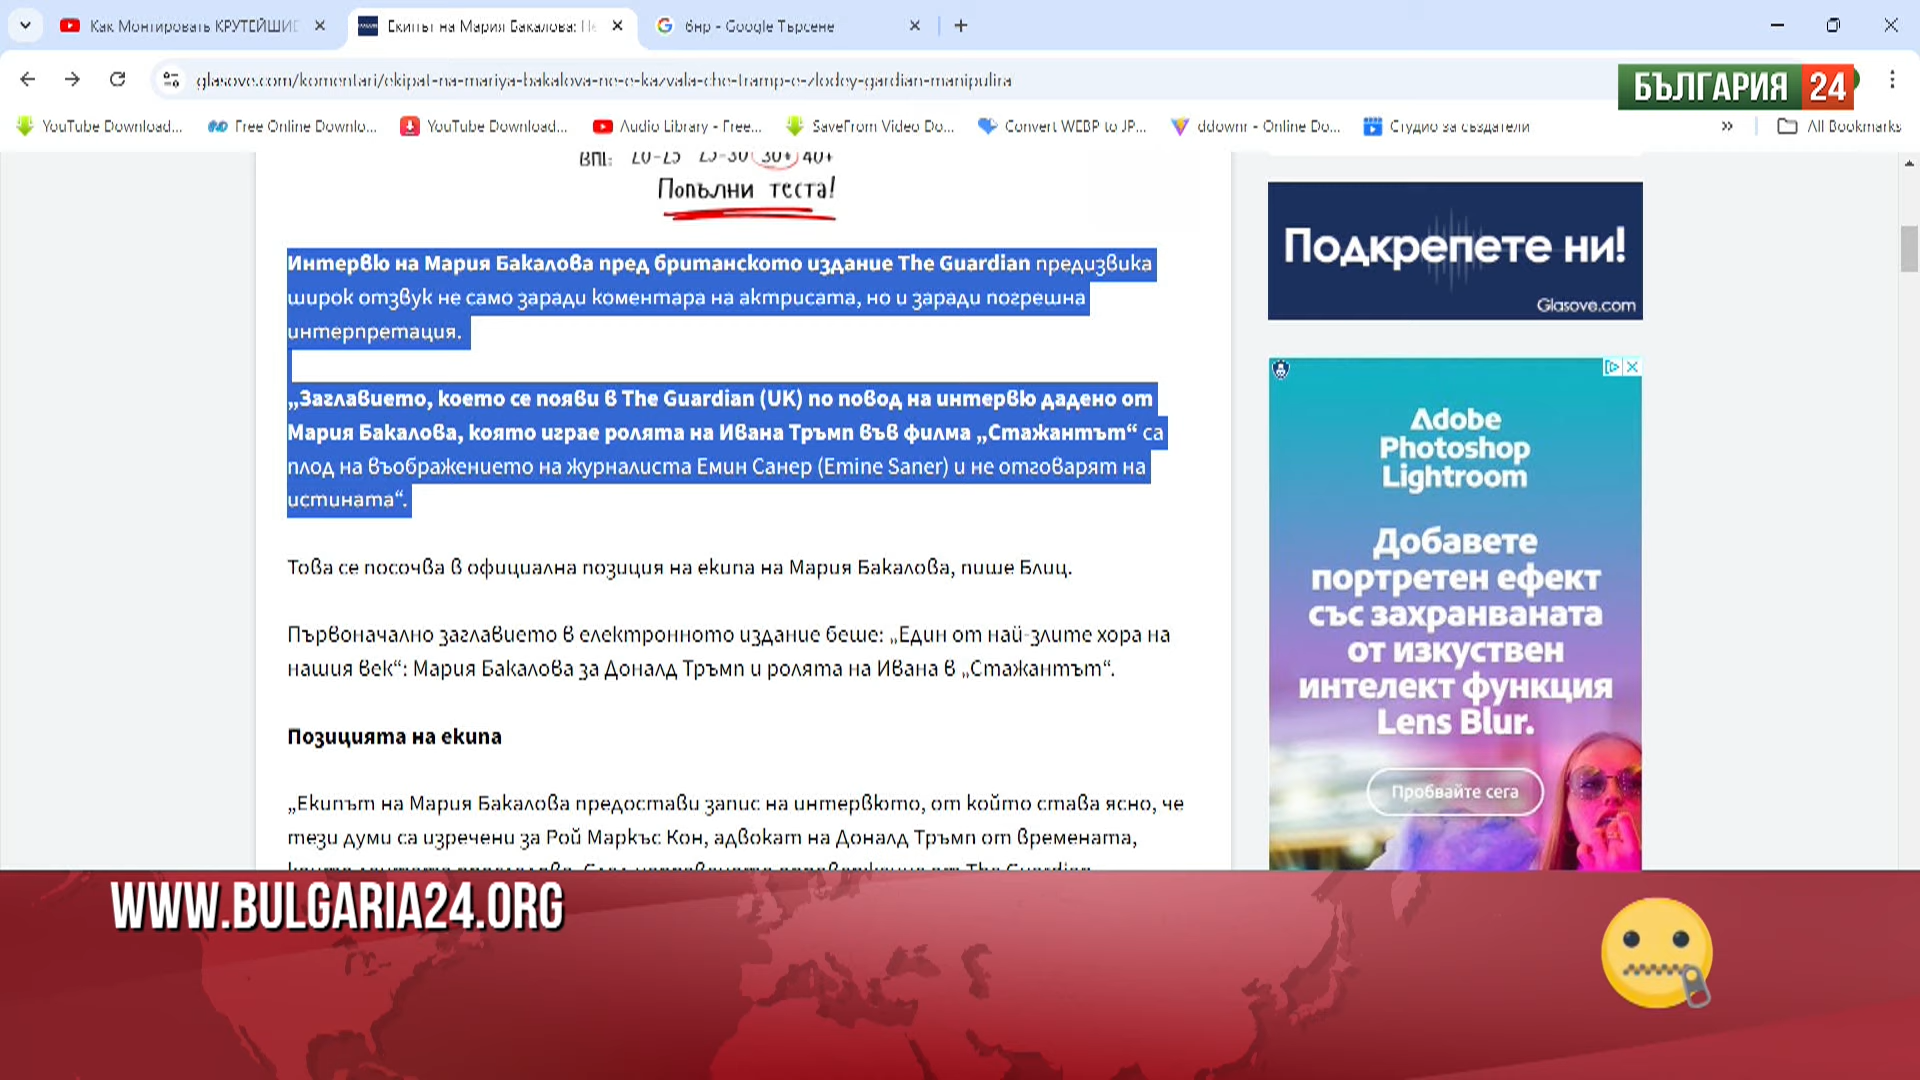 Как Монтировать КРУТЕЙШИЕ
Екипът на Мария Бакалова: Не
бнр - Google Търсене
glasove.com/komentari/ekipat-na-mariya-bakalova-ne-e-kazvala-che-tramp-e-zlodey-gardian-manipulira
БЪЛГАРИЯ 24
YouTube Download...
Free Online Downlo...
YouTube Download...
Audio Library - Free...
SaveFrom Video Do...
Convert WEBP to JP...
ddownr - Online Do...
Студио за създатели
All Bookmarks
20-25 25-30 30+ 40+
Попълни теста!
Интервю на Мария Бакалова пред британското издание The Guardian предизвика
широк отзвук не само заради коментара на актрисата, но и заради погрешна
интерпретация.
„Заглавието, което се появи в The Guardian (UK) по повод на интервю дадено от
Мария Бакалова, която играе ролята на Ивана Тръмп във филма „Стажантът“ са
плод на въображението на журналиста Емин Санер (Emine Saner) и не отговарят на
истината“.
Това се посочва в официална позиция на екипа на Мария Бакалова, пише Блиц.
Първоначално заглавието в електронното издание беше: „Един от най-злите хора на
нашия век“: Мария Бакалова за Доналд Тръмп и ролята на Ивана в „Стажантът“.
Позицията на екипа
„Екипът на Мария Бакалова предостави запис на интервюто, от който става ясно, че
тези думи са изречени за Рой Маркъс Кон, адвокат на Доналд Тръмп от времената,
Подкрепете ни!
Glasove.com
Adobe
Photoshop
Lightroom
Добавете
портретен ефект
със захранваната
от изкуствен
интелект функция
Lens Blur.
Пробвайте сега
WWW.BULGARIA24.ORG